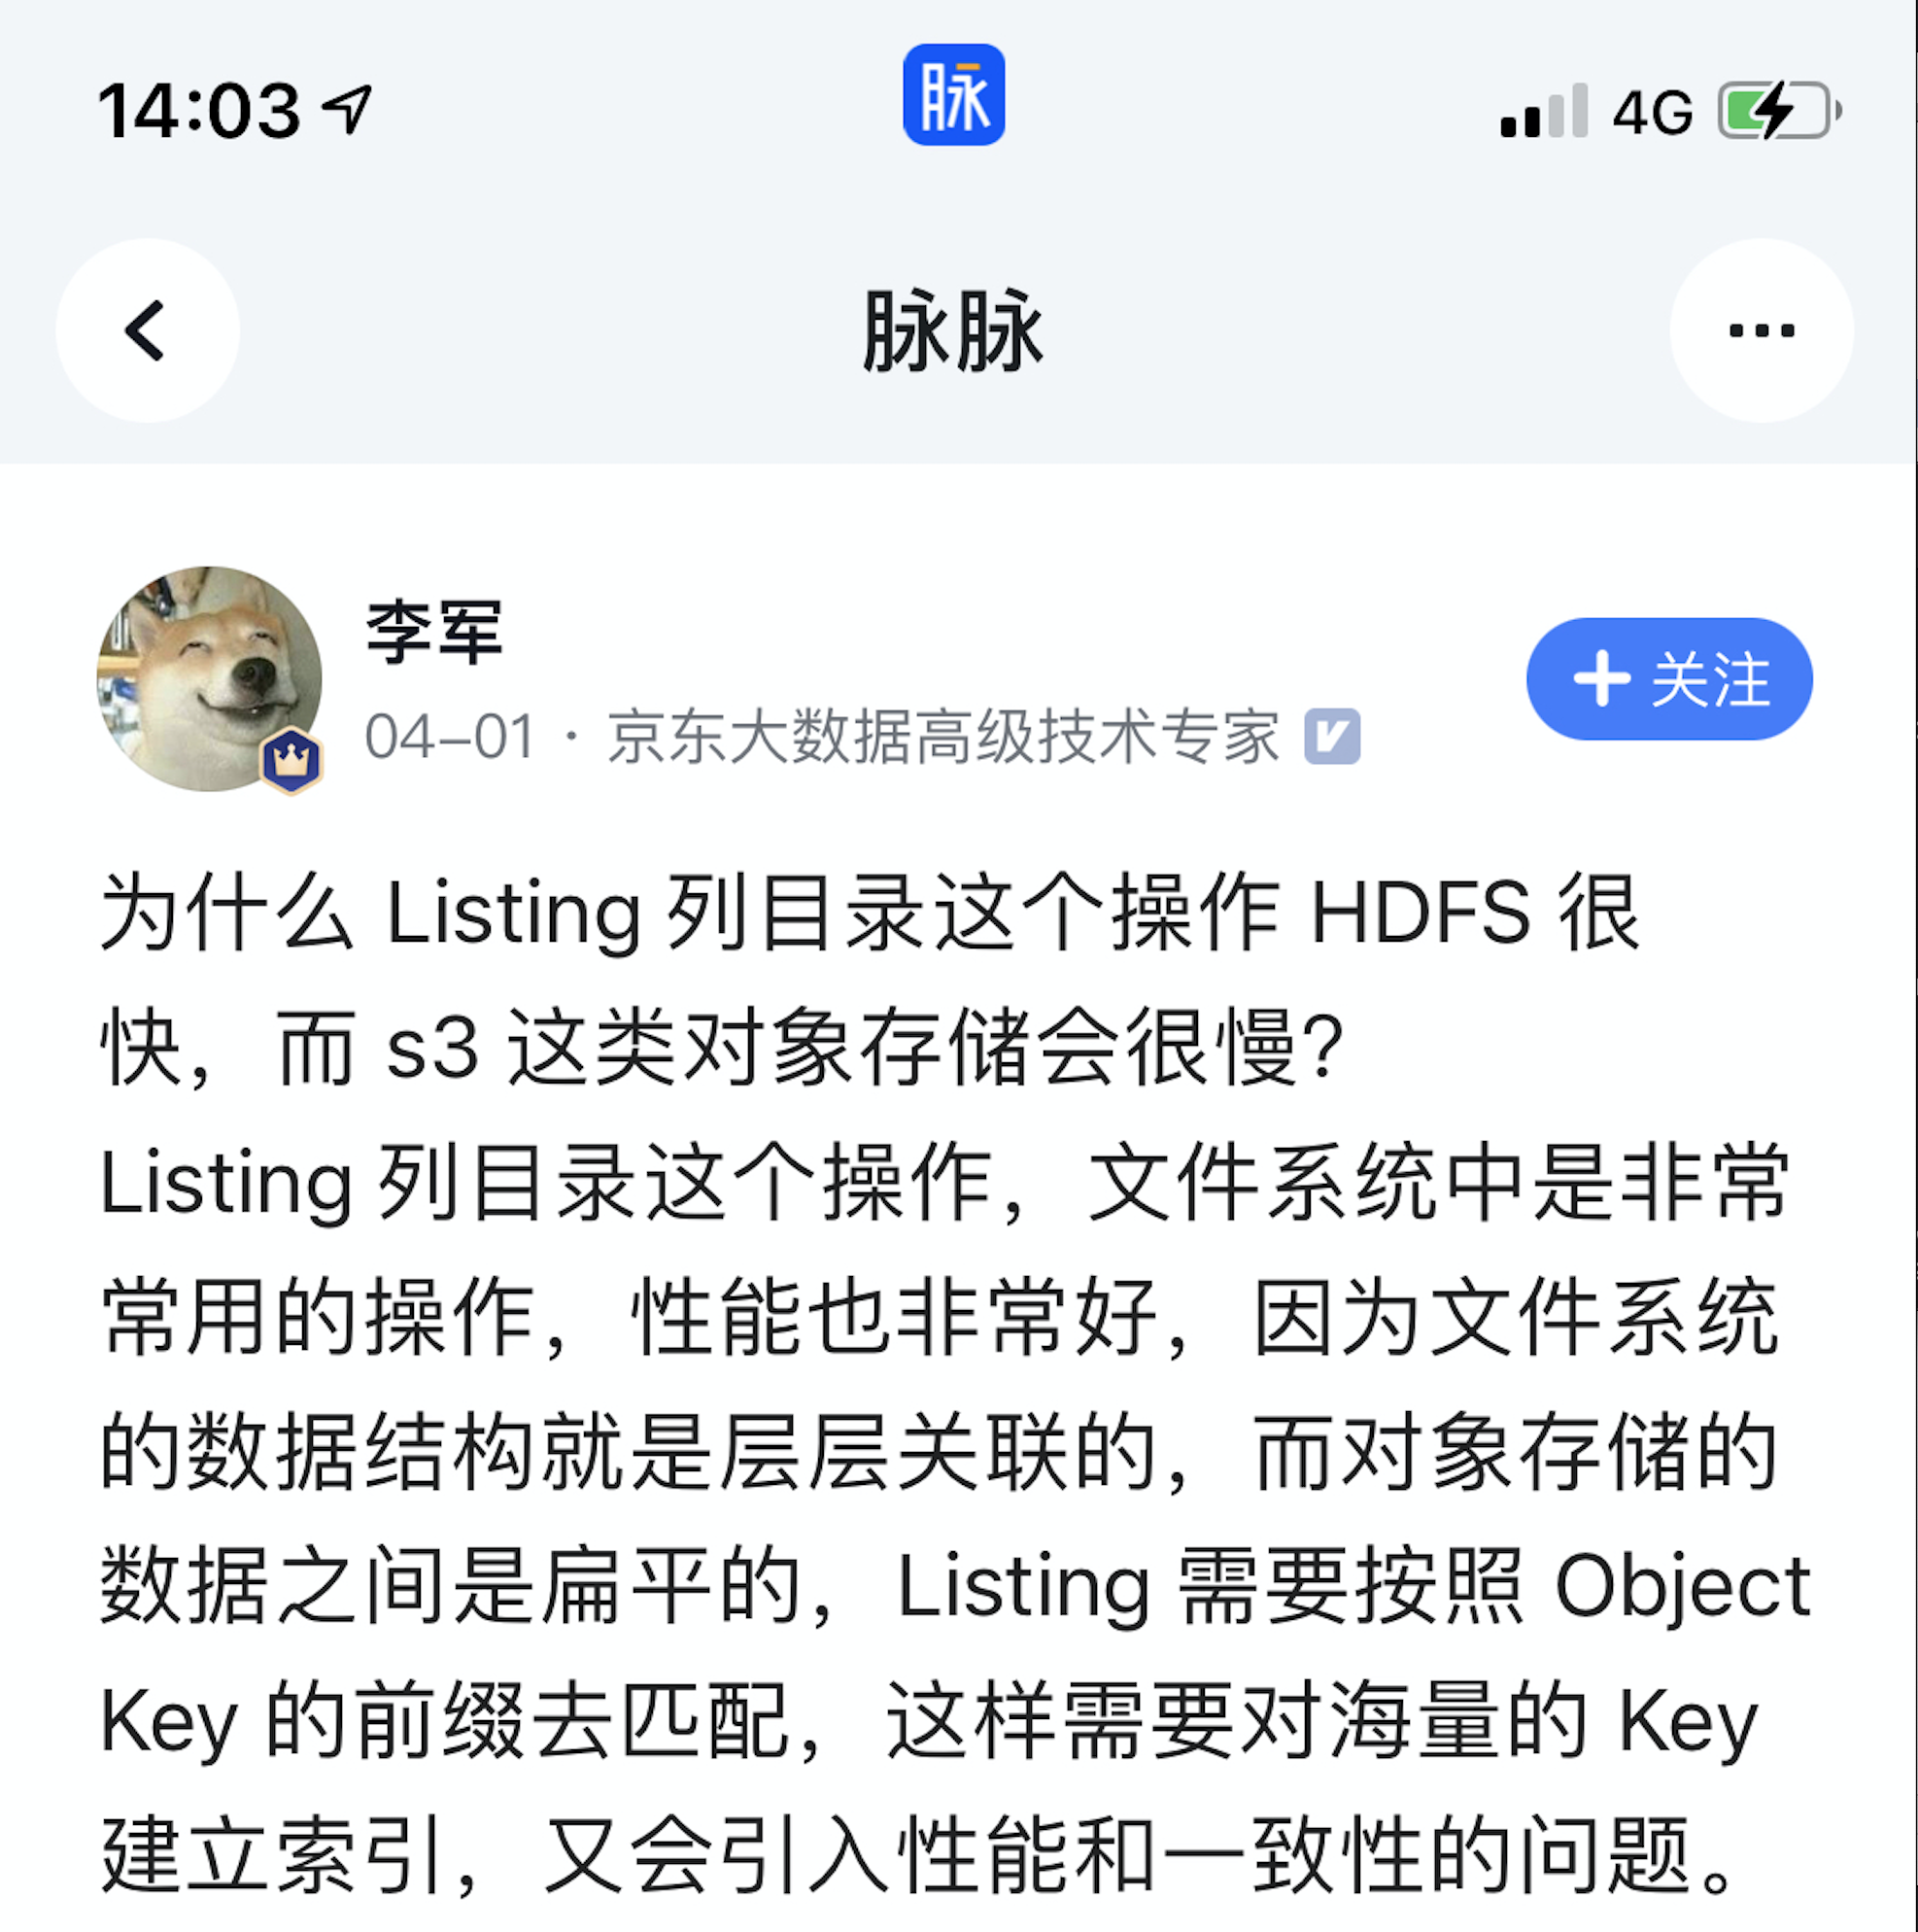 14:03
脉
4G
脉脉
李军
04-01 · 京东大数据高级技术专家
+ 关注
为什么 Listing 列目录这个操作 HDFS 很
快，而 s3 这类对象存储会很慢?
Listing 列目录这个操作，文件系统中是非常
常用的操作，性能也非常好，因为文件系统
的数据结构就是层层关联的，而对象存储的
数据之间是扁平的，Listing 需要按照 Object
Key 的前缀去匹配，这样需要对海量的 Key
建立索引，又会引入性能和一致性的问题。